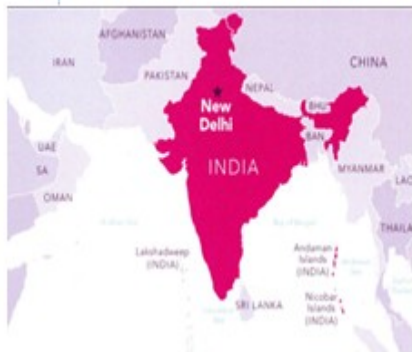 AFGHANISTAN
IRAN
CHINA
PAKISTAN
NEPAL
New
Delhi
BHU
UAE
BAN
INDIA
SA
MYANMAR
OMAN
LAO
THAILA
Lakshadweep
(INDIA)
Andaman
Islands
(INDIA)
SRI LANKA
Nicobar
Islands
(INDIA)